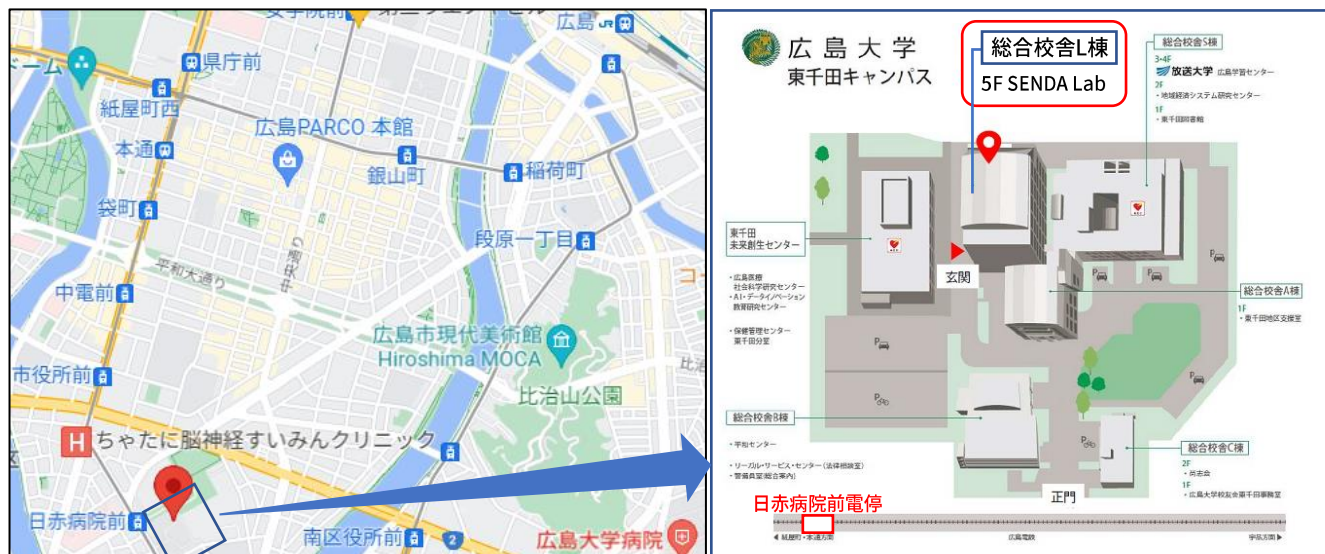 広島
県庁前
ドーム
紙屋町西
広島PARCO 本館
本通
銀山町
稲荷町
袋町
段原一丁目
中央通り
平和大通り
中電前
広島市現代美術館
Hiroshima MOCA
市役所前
比治山公園
ちゃたに脳神経すいみんクリニック
日赤病院前
南区役所前
2
広島大学病院
広島大学
東千田キャンパス
総合校舎L棟
5F SENDA Lab
総合校舎S棟
3・4F
放送大学 広島学習センター
2F
・地域経済システム研究センター
1F
・東千田図書館
東千田
未来創生センター
・広島医療
社会科学研究センター
・AI・データイノベーション
教育研究センター
・保健管理センター
東千田分室
玄関
総合校舎A棟
1F
・東千田地区支援室
P
P
P
P
P
P
P
総合校舎B棟
・平和センター
・リーガル・サービス・センター(法律相談室)
・警備員室(総合案内)
総合校舎C棟
2F
・尚志会
1F
・広島大学校友会東千田事務室
正門
日赤病院前電停
◀ 紙屋町・本通方面
広島電鉄
宇品方面 ▶